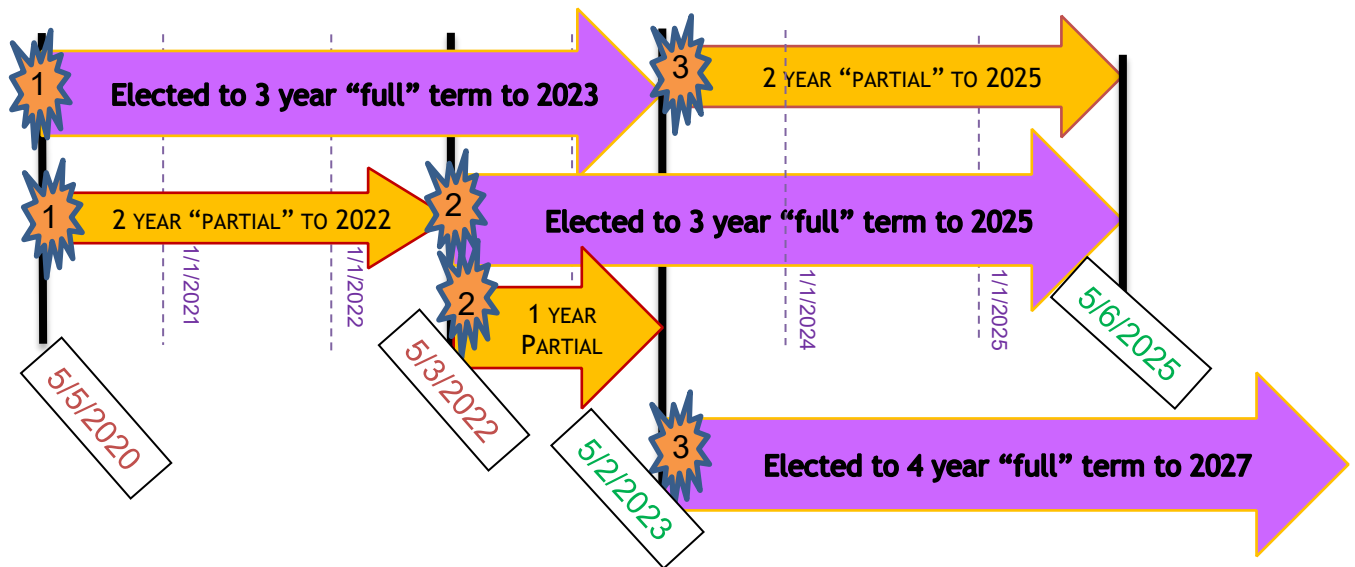 1
Elected to 3 year “full” term to 2023
3
2 YEAR “PARTIAL” TO 2025
1
2 YEAR “PARTIAL” TO 2022
2
Elected to 3 year “full” term to 2025
1/1/2021
1/1/2022
2
1 YEAR
PARTIAL
1/1/2024
1/1/2025
5/5/2020
5/3/2022
5/2/2023
5/6/2025
3
Elected to 4 year “full” term to 2027